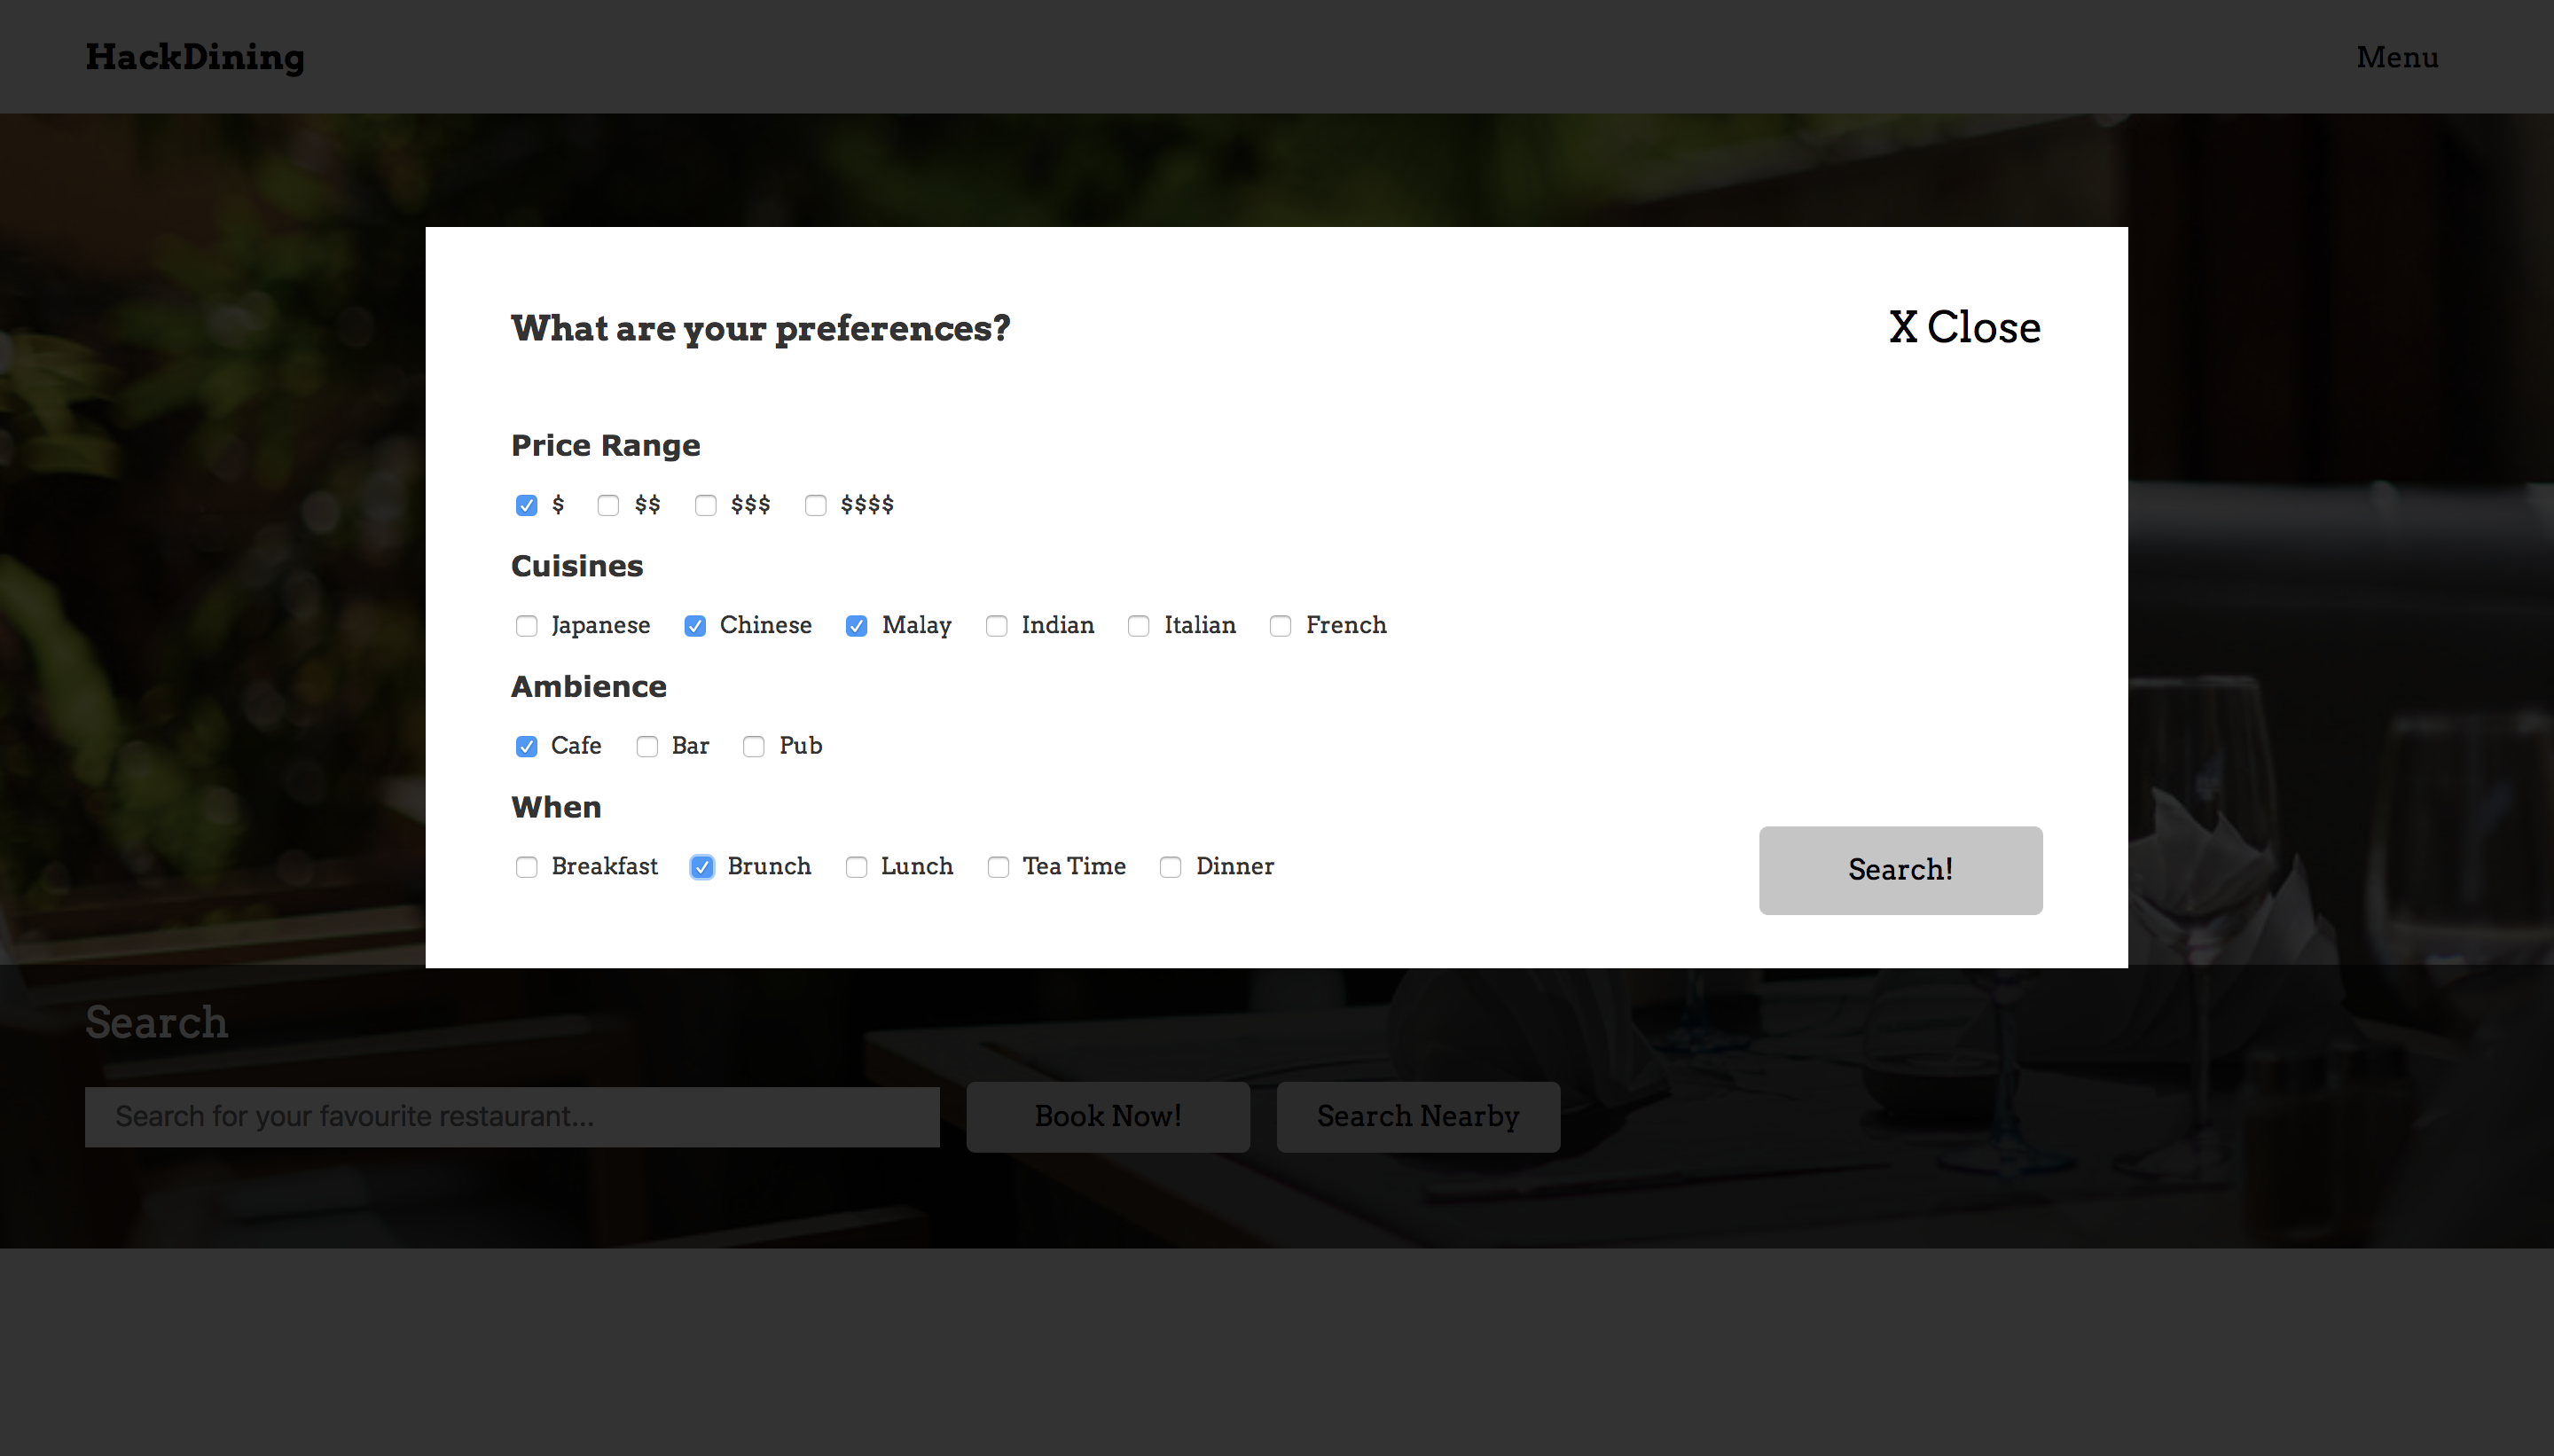 HackDining Menu
What are your preferences? X Close
Price Range
$ $$ $$$ $$$$
Cuisines
Japanese Chinese Malay Indian Italian French
Ambience
Cafe Bar Pub
When
Breakfast Brunch Lunch Tea Time Dinner
Search!
Search
Search for your favourite restaurant... Book Now! Search Nearby